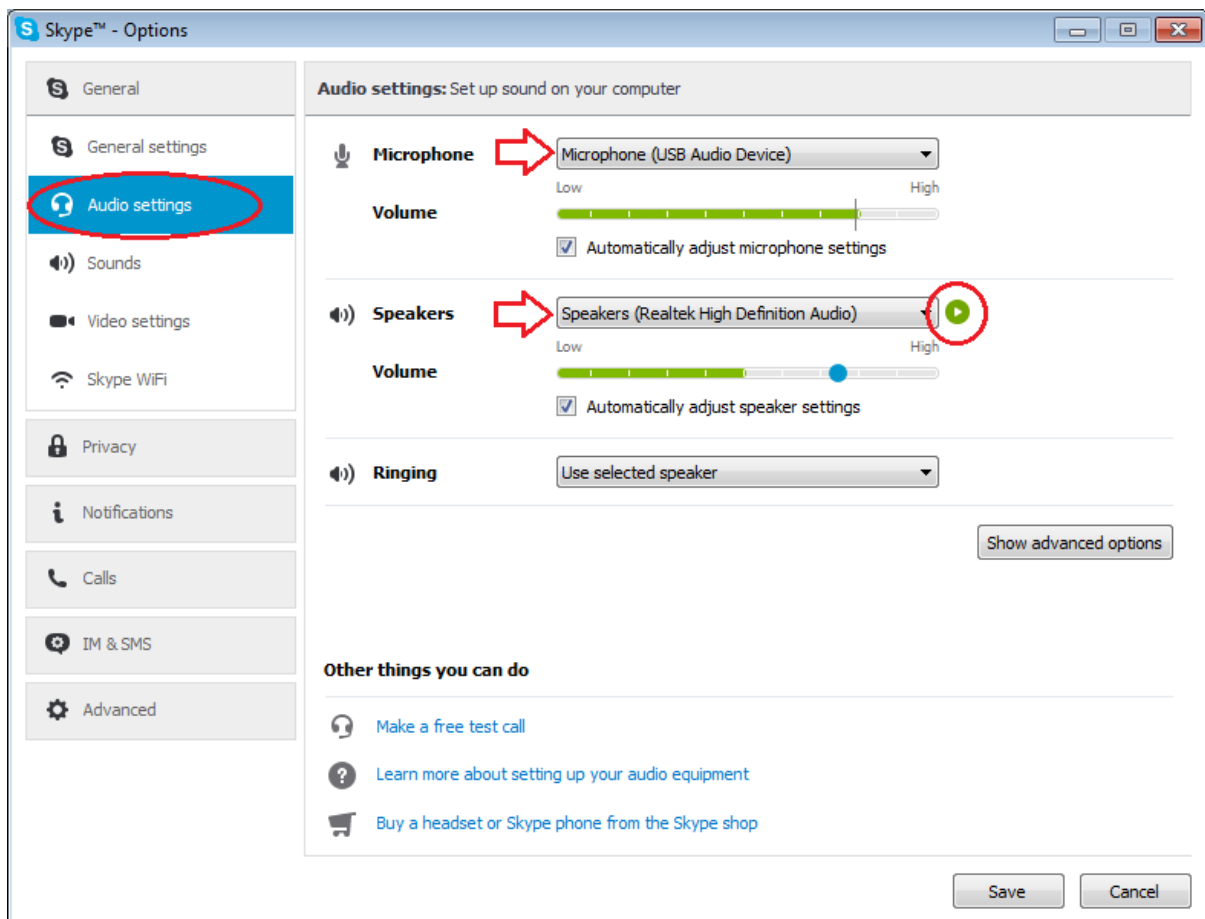 Skype™ - Options
General
General settings
Audio settings
Sounds
Video settings
Skype WiFi
Privacy
Notifications
Calls
IM & SMS
Advanced
Audio settings: Set up sound on your computer
Microphone Microphone (USB Audio Device)
Low High
Volume
Automatically adjust microphone settings
Speakers Speakers (Realtek High Definition Audio)
Low High
Volume
Automatically adjust speaker settings
Ringing Use selected speaker
Show advanced options
Other things you can do
Make a free test call
Learn more about setting up your audio equipment
Buy a headset or Skype phone from the Skype shop
Save Cancel